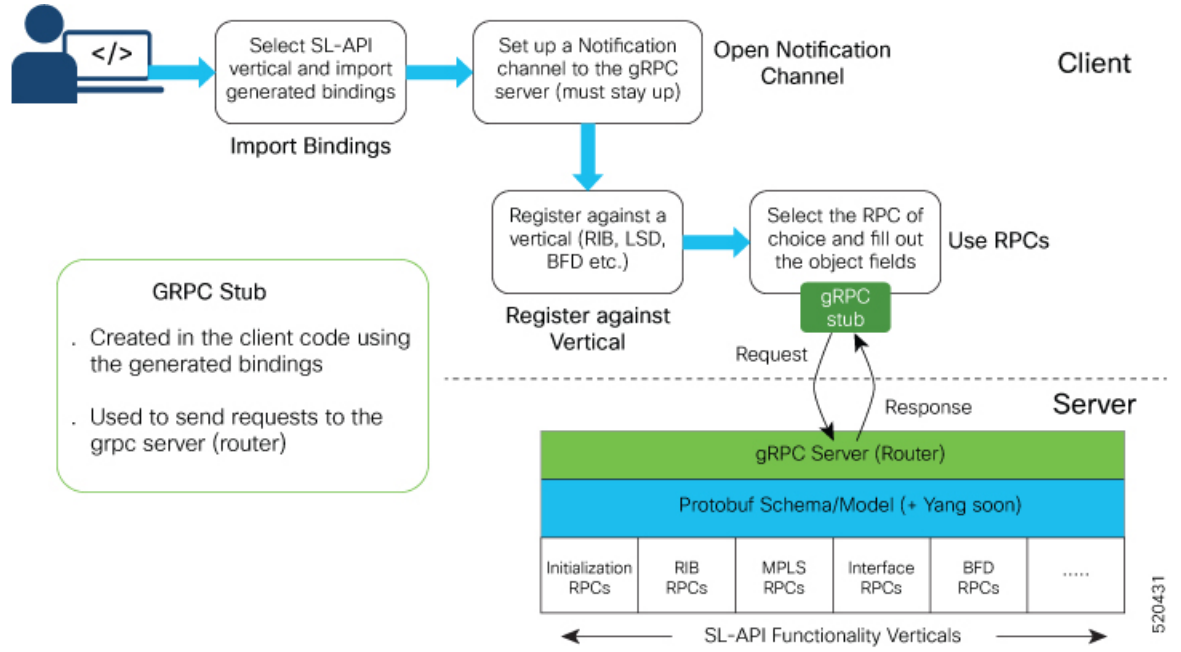 </>
Select SL-API
vertical and import
generated bindings
Import Bindings
Set up a Notification
channel to the gRPC
server (must stay up)
Open Notification
Channel
Client
Register against a
vertical (RIB, LSD,
BFD etc.)
Register against
Vertical
Select the RPC of
choice and fill out
the object fields
Use RPCs
gRPC
stub
GRPC Stub
. Created in the client code using
the generated bindings
. Used to send requests to the
grpc server (router)
Request
Response
Server
gRPC Server (Router)
Protobuf Schema/Model (+ Yang soon)
Initialization
RPCs
RIB
RPCs
MPLS
RPCs
Interface
RPCs
BFD
RPCs
.....
SL-API Functionality Verticals
520431